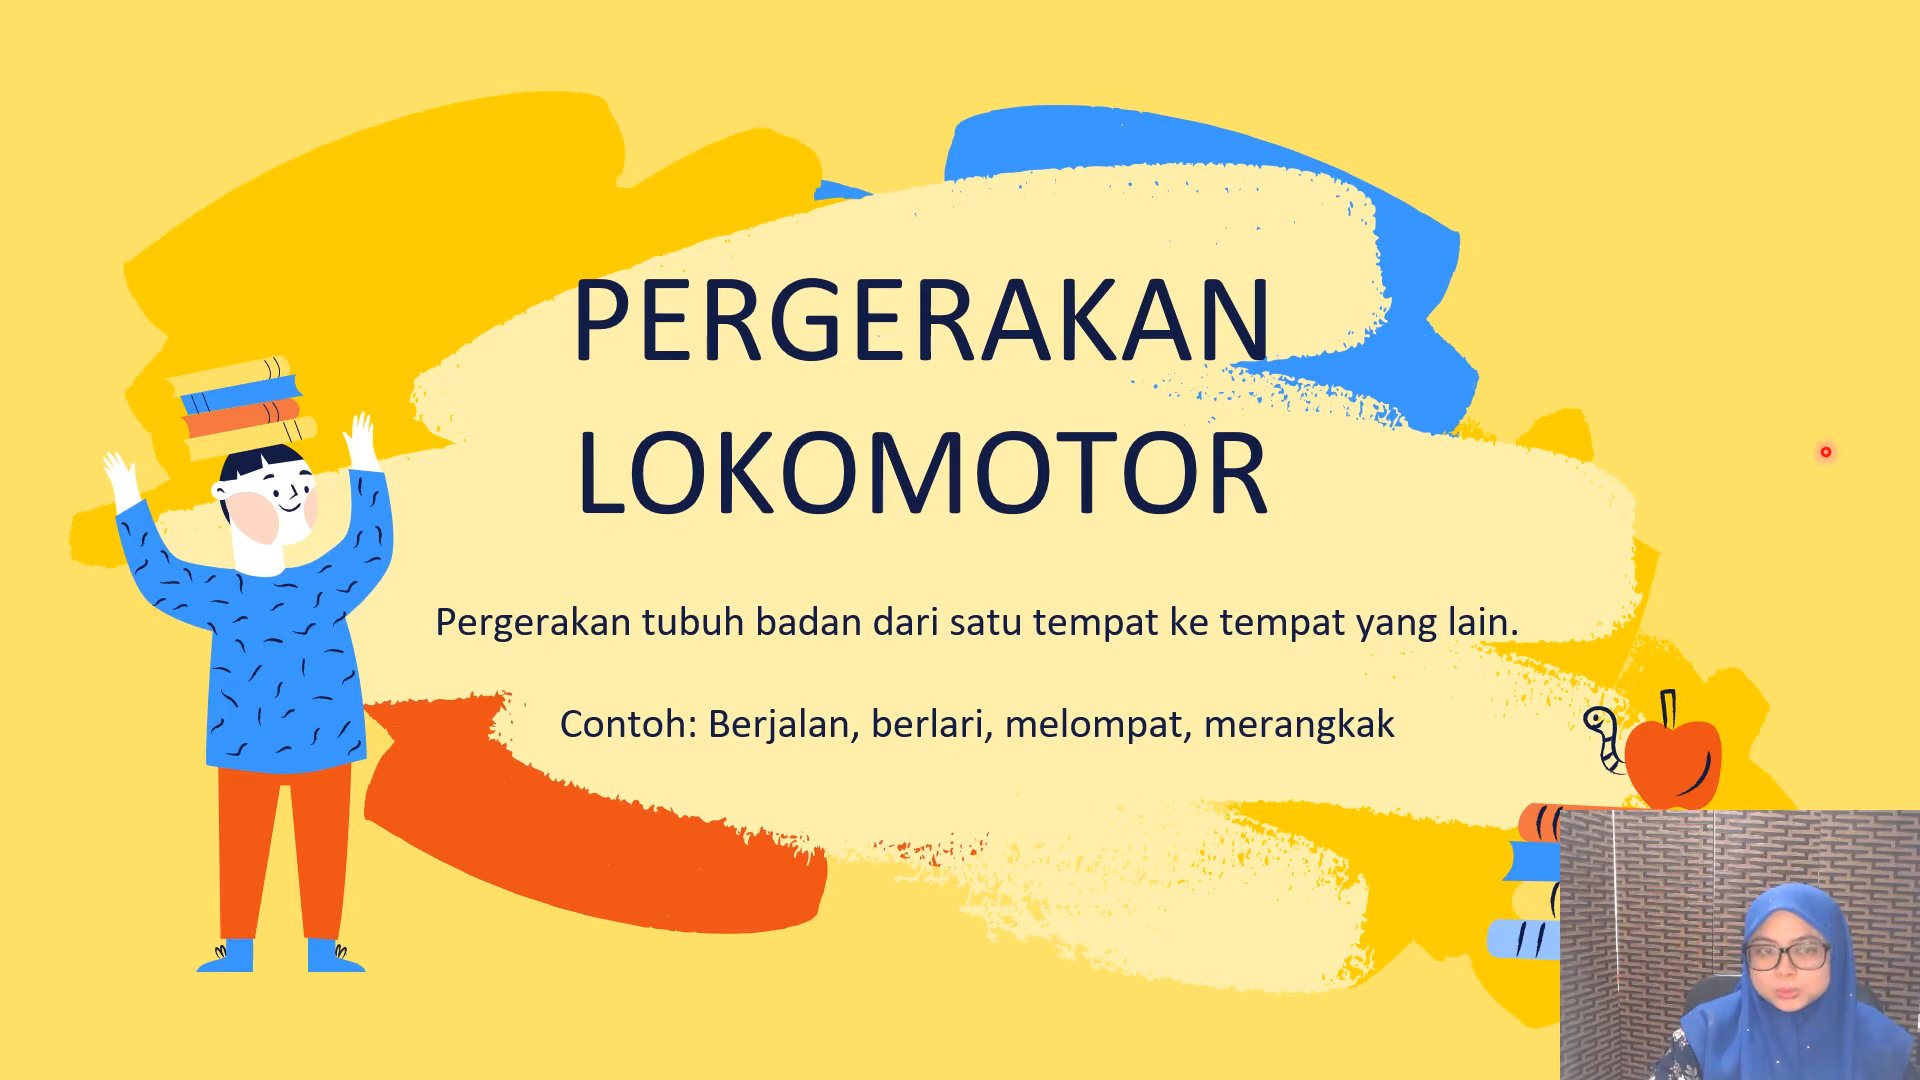 PERGERAKAN
LOKOMOTOR
Pergerakan tubuh badan dari satu tempat ke tempat yang lain.
Contoh: Berjalan, berlari, melompat, merangkak